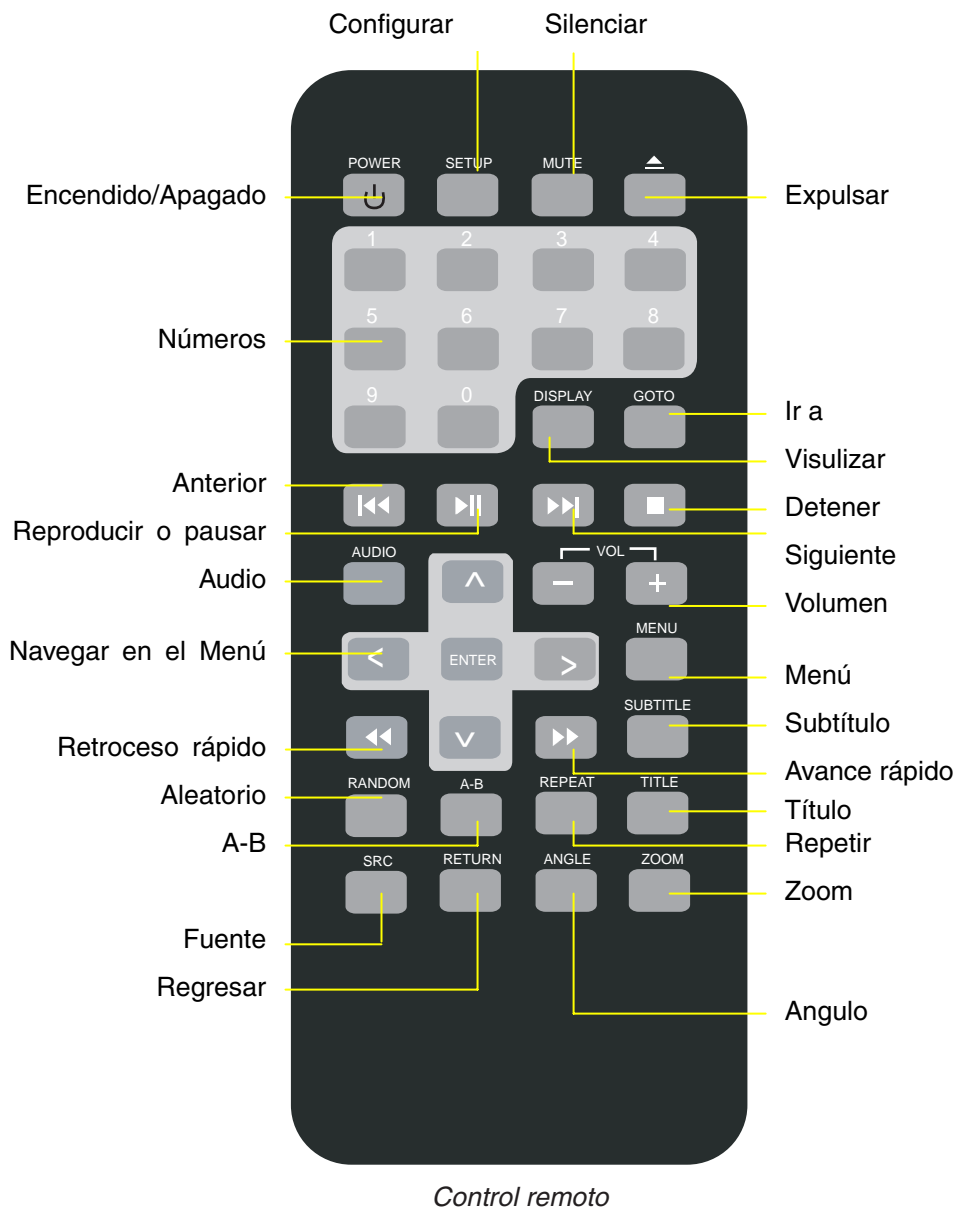 Configurar Silenciar
POWER SETUP MUTE
Encendido/Apagado Expulsar
1 2 3 4
5 6 7 8
Números
9 0 DISPLAY GOTO
Ir a
Visulizar
Anterior
Detener
Reproducir o pausar
Siguiente
AUDIO VOL
Audio
Volumen
MENU
Navegar en el Menú ENTER
Menú
SUBTITLE
Subtítulo
Retroceso rápido
Avance rápido
RANDOM A-B REPEAT TITLE
Aleatorio
Título
A-B Repetir
SRC RETURN ANGLE ZOOM
Zoom
Fuente
Regresar
Angulo
Control remoto